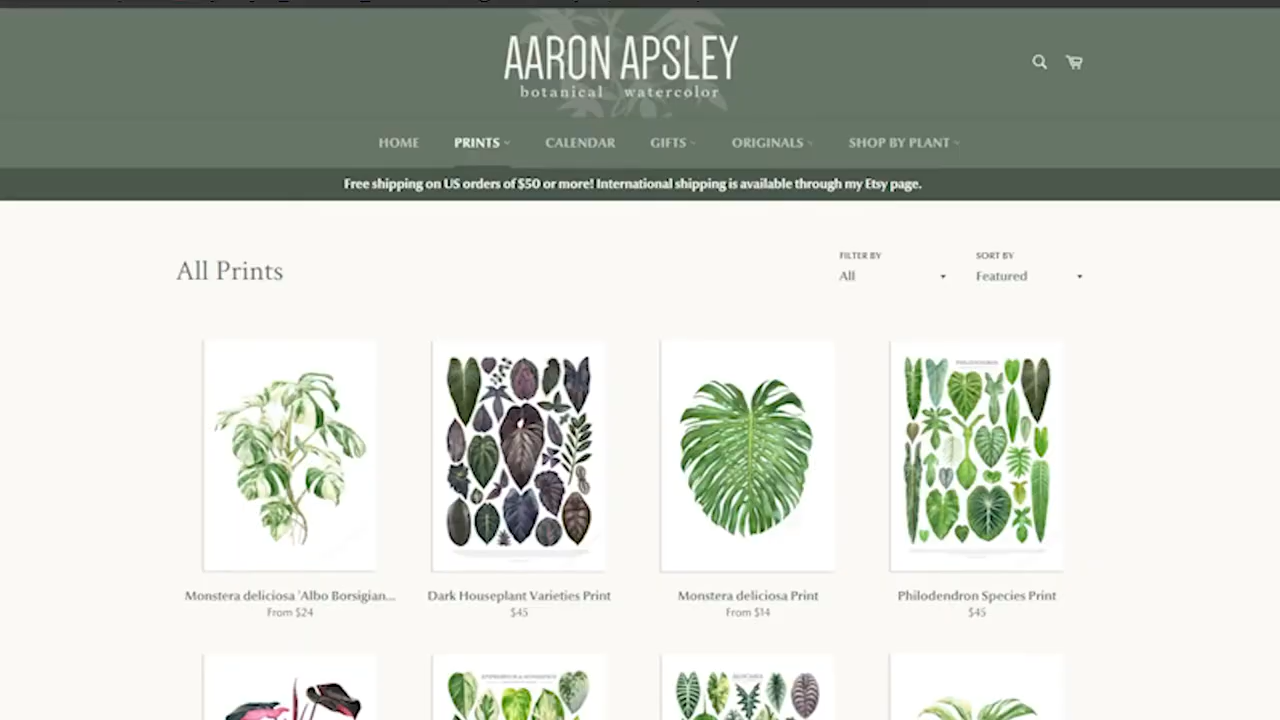 AARON APSLEY
botanical watercolor
HOME PRINTS CALENDAR GIFTS ORIGINALS SHOP BY PLANT
Free shipping on US orders of $50 or more! International shipping is available through my Etsy page.
All Prints
FILTER BY
All
SORT BY
Featured
PHILODENDRONS
Monstera deliciosa 'Albo Borsigian...
From $24
Dark Houseplant Varieties Print
$45
Monstera deliciosa Print
From $14
Philodendron Species Print
$45